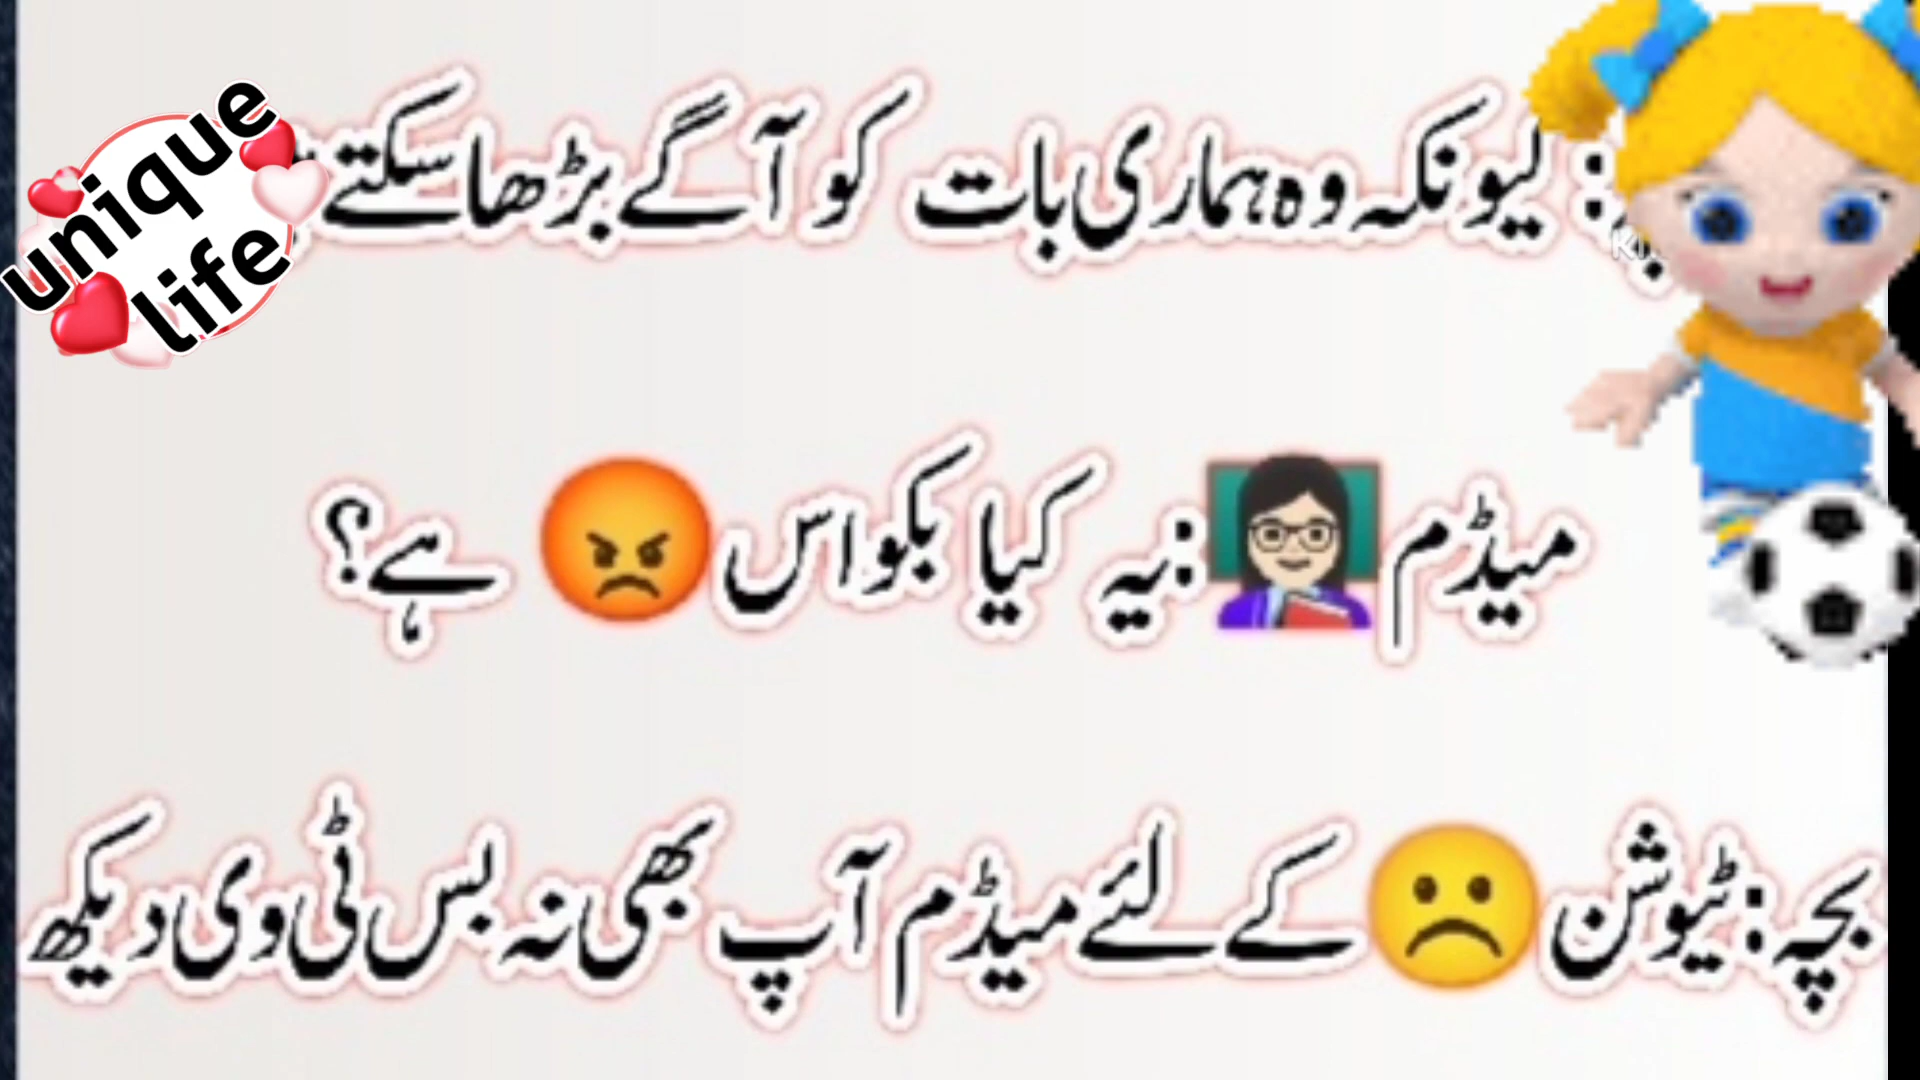 unique
life
: کیونکہ وہ ہماری بات کو آگے بڑھا سکتے
میڈم👩🏻‍🏫:یہ کیا بکواس😡 ہے؟
بچہ:ٹیوشن☹️ کے لئے میڈم آپ بھی نہ بس ٹی وی دیکھ